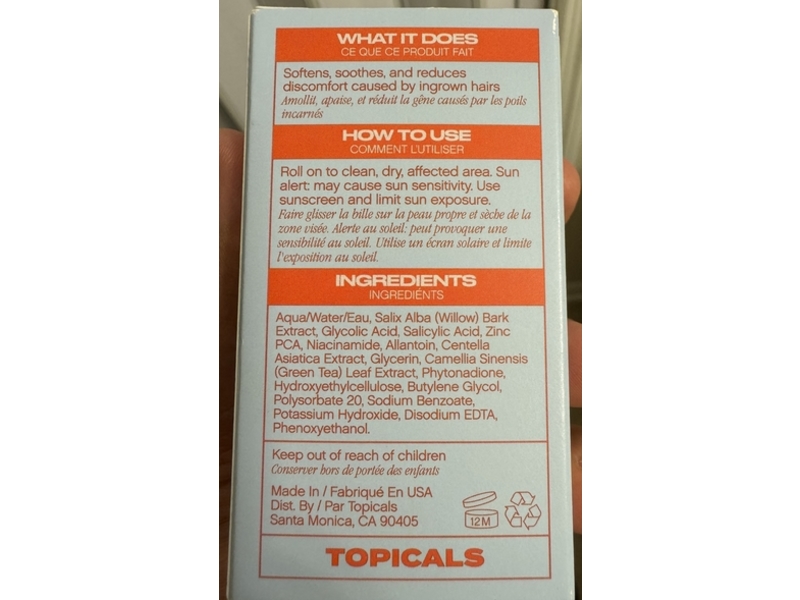 WHAT IT DOES
CE QUE CE PRODUIT FAIT
Softens, soothes, and reduces
discomfort caused by ingrown hairs
Amollit, apaise, et réduit la gêne causés par les poils
incarnés
HOW TO USE
COMMENT L'UTILISER
Roll on to clean, dry, affected area. Sun
alert: may cause sun sensitivity. Use
sunscreen and limit sun exposure.
Faire glisser la bille sur la peau propre et sèche de la
zone visée. Alerte au soleil: peut provoquer une
sensibilité au soleil. Utilise un écran solaire et limite
l'exposition au soleil.
INGREDIENTS
INGREDIÉNTS
Aqua/Water/Eau, Salix Alba (Willow) Bark
Extract, Glycolic Acid, Salicylic Acid, Zinc
PCA, Niacinamide, Allantoin, Centella
Asiatica Extract, Glycerin, Camellia Sinensis
(Green Tea) Leaf Extract, Phytonadione,
Hydroxyethylcellulose, Butylene Glycol,
Polysorbate 20, Sodium Benzoate,
Potassium Hydroxide, Disodium EDTA,
Phenoxyethanol.
Keep out of reach of children
Conserver hors de portée des enfants
Made In / Fabriqué En USA
Dist. By / Par Topicals
Santa Monica, CA 90405
12M
TOPICALS